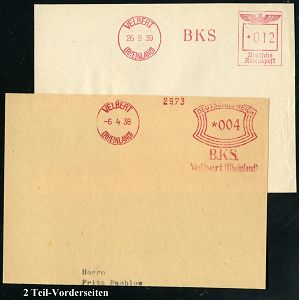 VELBERT
26 9 39
(RHEINLAND)
BKS
*012
Deutsche
Reichspost
2973
VELBERT
-6 4 38
(RHEINLAND)
DEUTSCHES REICH
*004
B.K.S.
Velbert (Rheinland)
Herrn
Fritz
2 Teil-Vorderseiten